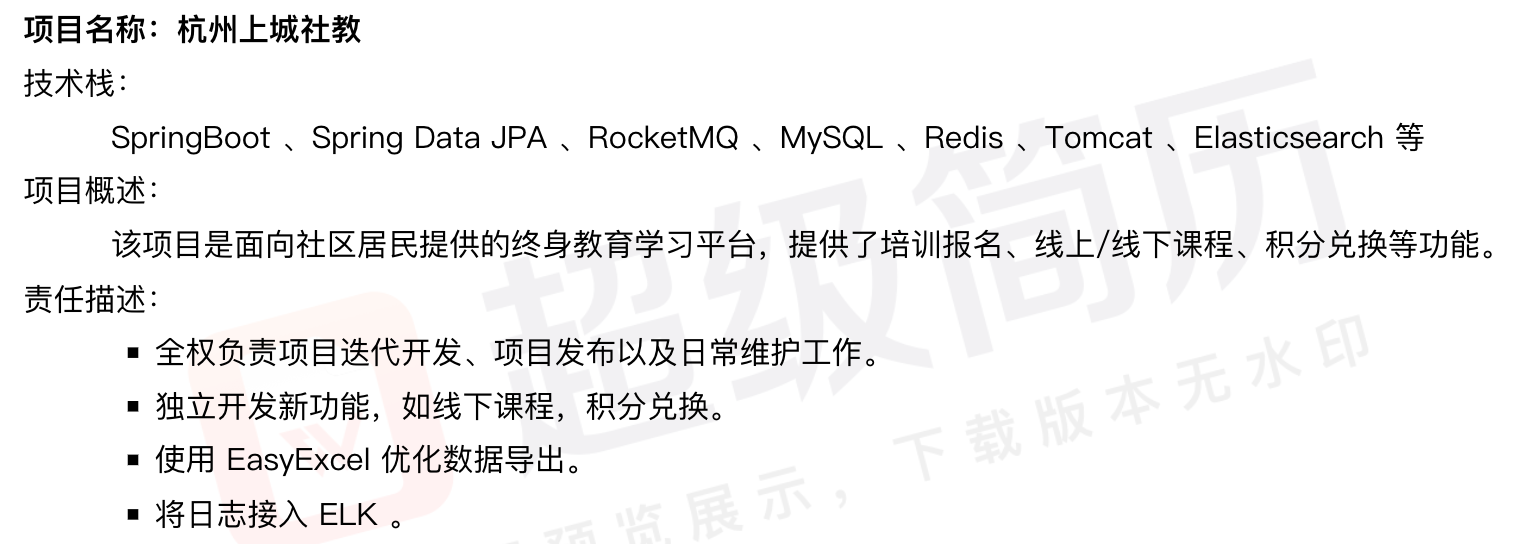 项目名称：杭州上城社教
技术栈：
SpringBoot 、Spring Data JPA 、RocketMQ 、MySQL 、Redis 、Tomcat 、Elasticsearch 等
项目概述：
该项目是面向社区居民提供的终身教育学习平台，提供了培训报名、线上/线下课程、积分兑换等功能。
责任描述：
▪ 全权负责项目迭代开发、项目发布以及日常维护工作。
▪ 独立开发新功能，如线下课程，积分兑换。
▪ 使用 EasyExcel 优化数据导出。
▪ 将日志接入 ELK 。
超级简历
预览展示，下载版本无水印